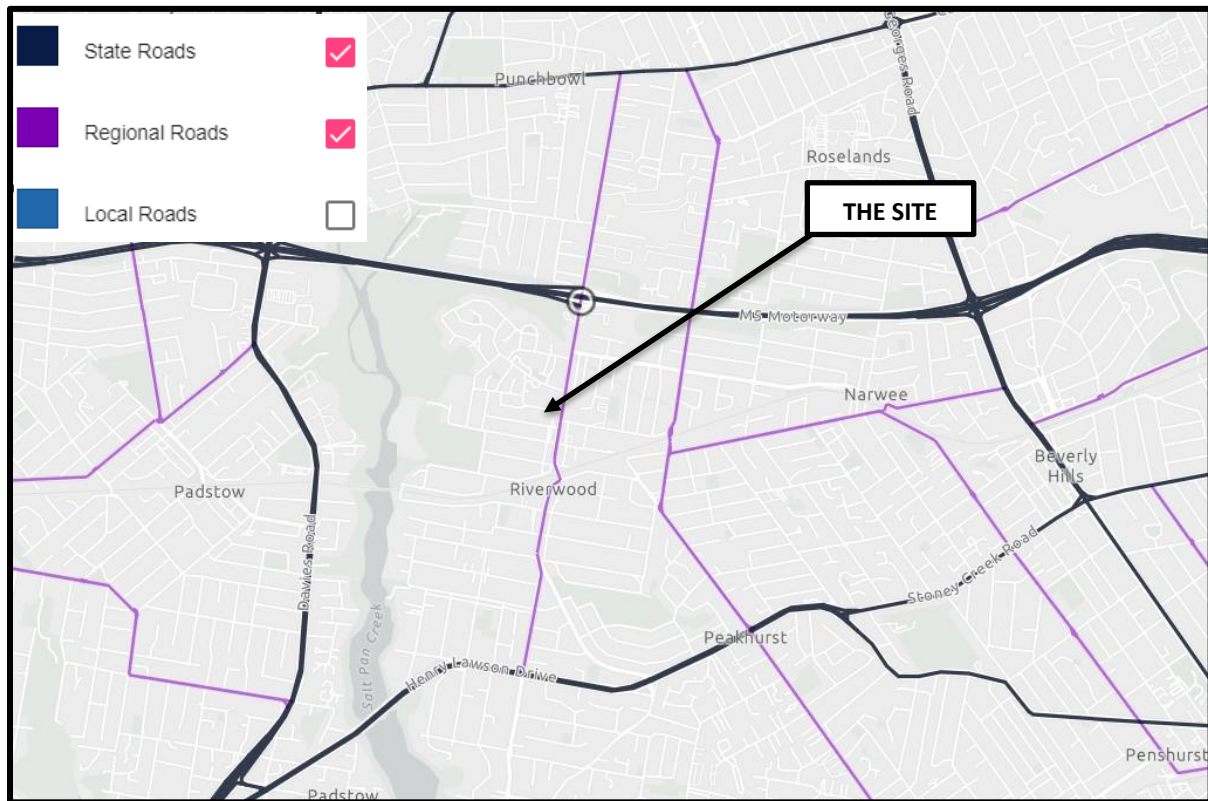 State Roads
Regional Roads
Local Roads
Punchbowl
Georges Road
Roselands
THE SITE
M5 Motorway
Narwee
Beverly
Hills
Padstow
Riverwood
Davies Road
Salt Pan Creek
Stoney Creek Road
Peakhurst
Henry Lawson Drive
Penshurst
Padstow